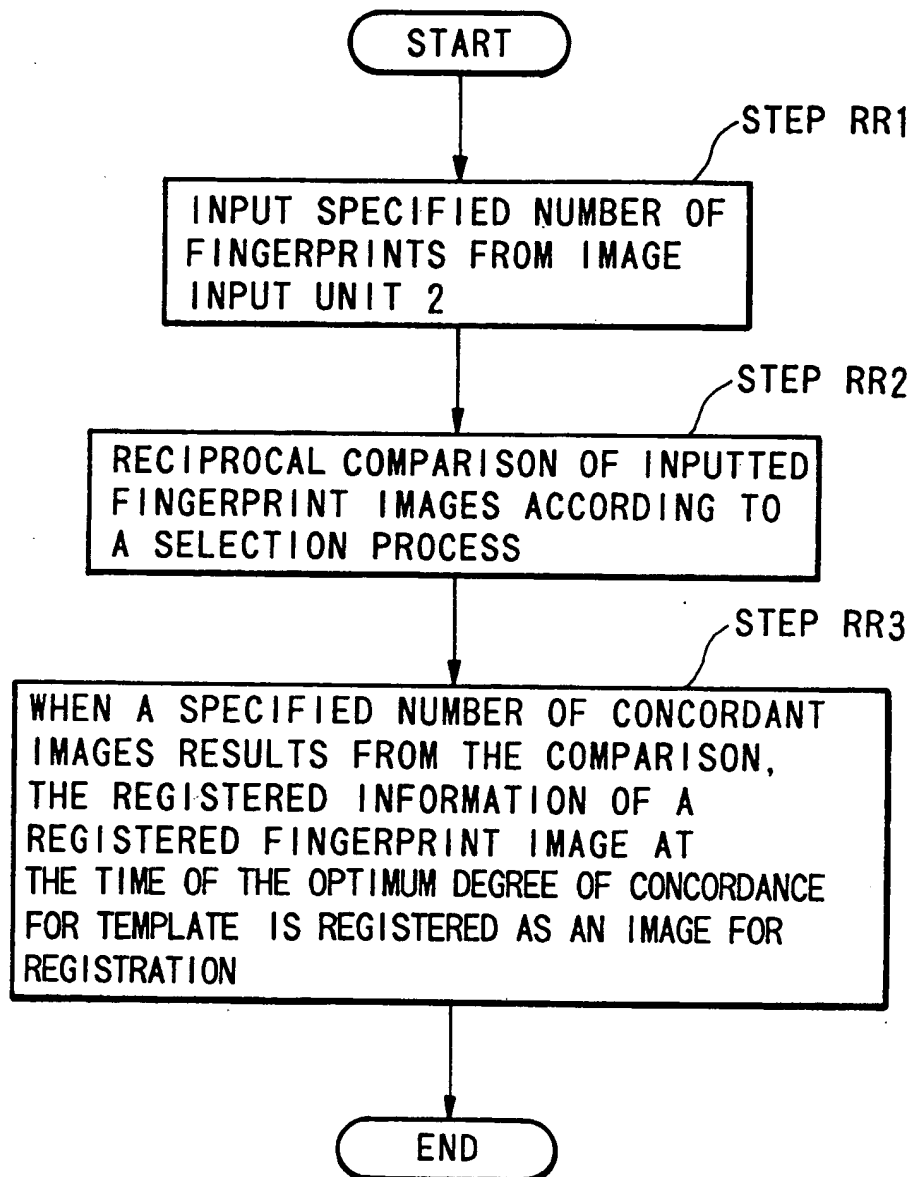 START
STEP RR1
INPUT SPECIFIED NUMBER OF
FINGERPRINTS FROM IMAGE
INPUT UNIT 2
STEP RR2
RECIPROCAL COMPARISON OF INPUTTED
FINGERPRINT IMAGES ACCORDING TO
A SELECTION PROCESS
STEP RR3
WHEN A SPECIFIED NUMBER OF CONCORDANT
IMAGES RESULTS FROM THE COMPARISON,
THE REGISTERED INFORMATION OF A
REGISTERED FINGERPRINT IMAGE AT
THE TIME OF THE OPTIMUM DEGREE OF CONCORDANCE
FOR TEMPLATE IS REGISTERED AS AN IMAGE FOR
REGISTRATION
END